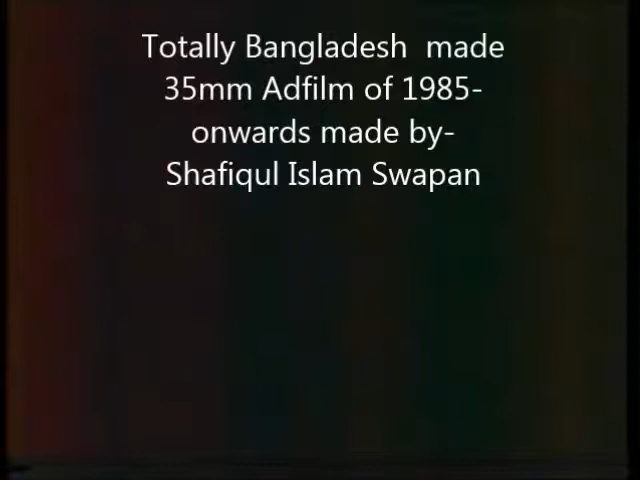 Totally Bangladesh  made
35mm Adfilm of 1985-
onwards made by-
Shafiqul Islam Swapan